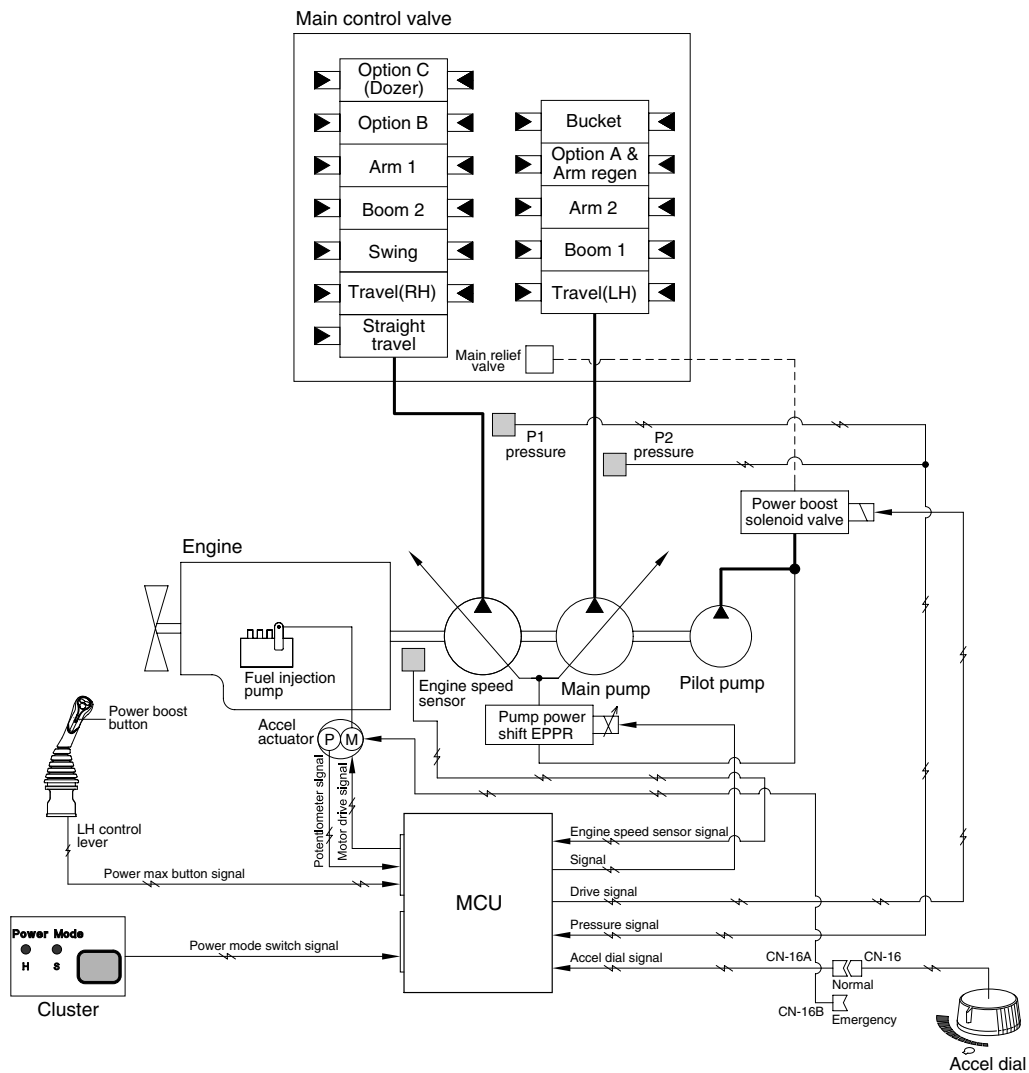 Main control valve
Option C
(Dozer)
Option B
Arm 1
Boom 2
Swing
Travel(RH)
Straight
travel
Bucket
Option A &
Arm regen
Arm 2
Boom 1
Travel(LH)
Main relief
valve
P1
pressure
P2
pressure
Power boost
solenoid valve
Engine
Fuel injection
pump
Engine speed
sensor
Main pump
Pilot pump
Power boost
button
Accel
actuator
P
M
Pump power
shift EPPR
Potentiometer signal
Motor drive signal
LH control
lever
Power max button signal
MCU
Engine speed sensor signal
Signal
Drive signal
Pressure signal
Accel dial signal
CN-16A
CN-16
Normal
CN-16B
Emergency
Accel dial
Power Mode
H
S
Power mode switch signal
Cluster